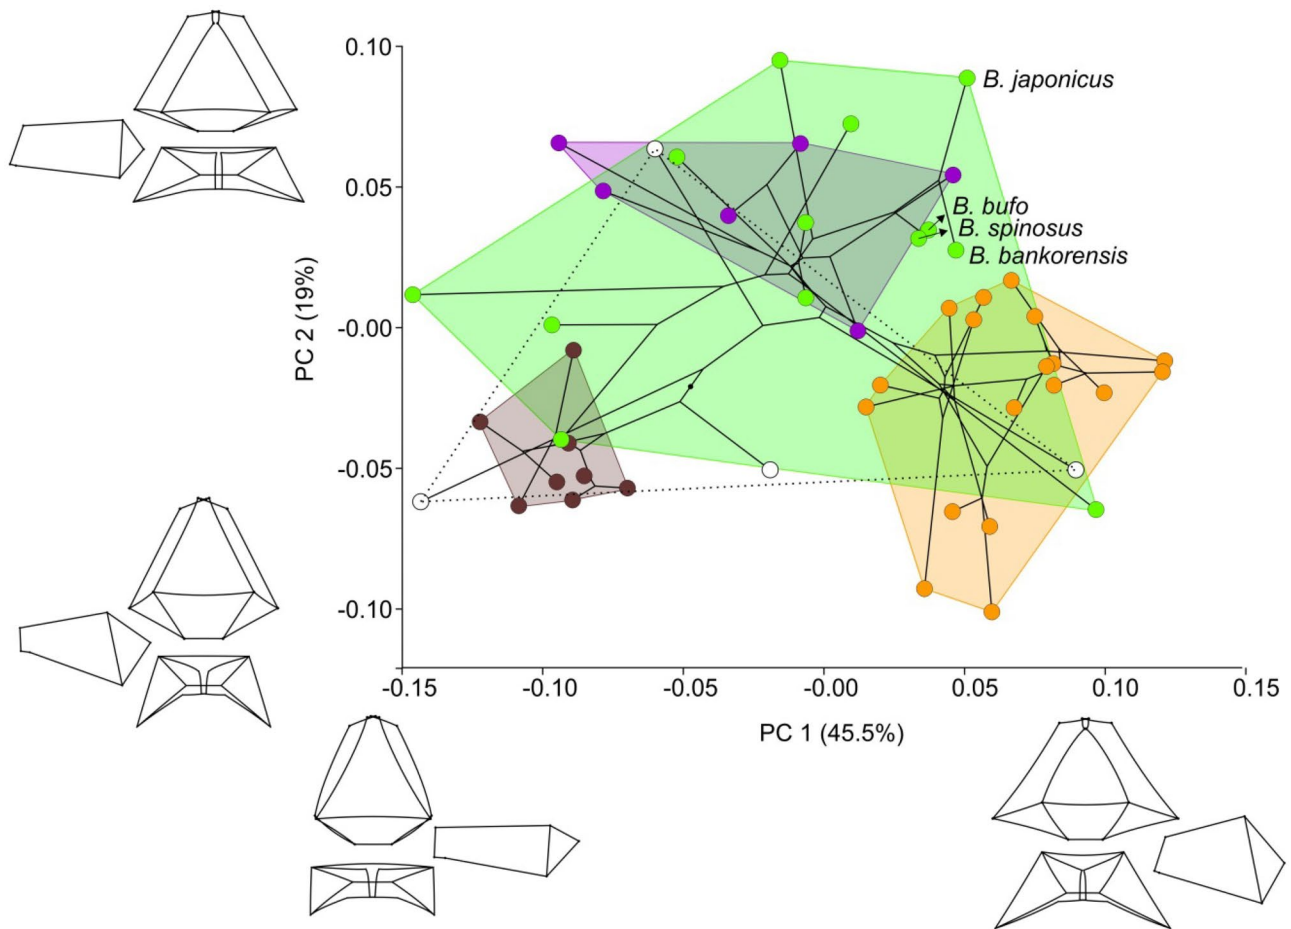 0.10
B. japonicus
0.05
B. bufo
B. spinosus
B. bankorensis
-0.00
PC 2 (19%)
-0.05
-0.10
-0.15
-0.10
-0.05
-0.00
0.05
0.10
0.15
PC 1 (45.5%)